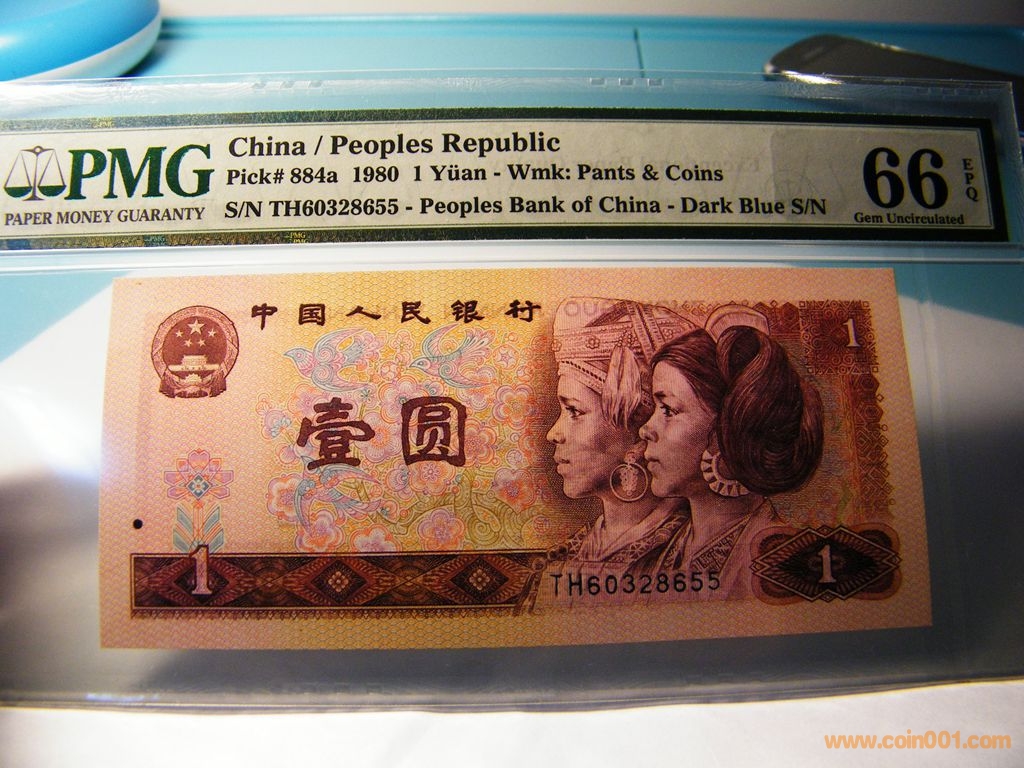 PMG
PAPER MONEY GUARANTY
China / Peoples Republic
Pick# 884a 1980 1 Yüan - Wmk: Pants & Coins
S/N TH60328655 - Peoples Bank of China - Dark Blue S/N
66
EPQ
Gem Uncirculated
中国人民银行
1
壹圆
1
TH60328655
1
www.coin001.com